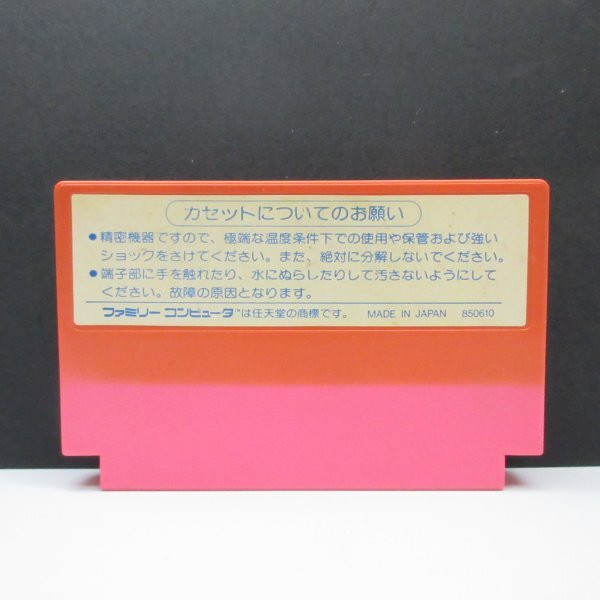 カセットについてのお願い
●精密機器ですので、極端な温度条件下での使用や保管および強い
ショックをさけてください。また、絶対に分解しないでください。
●端子部に手を触れたり、水にぬらしたりして汚さないようにして
ください。故障の原因となります。
ファミリー コンピュータ™は任天堂の商標です。 MADE IN JAPAN 850610